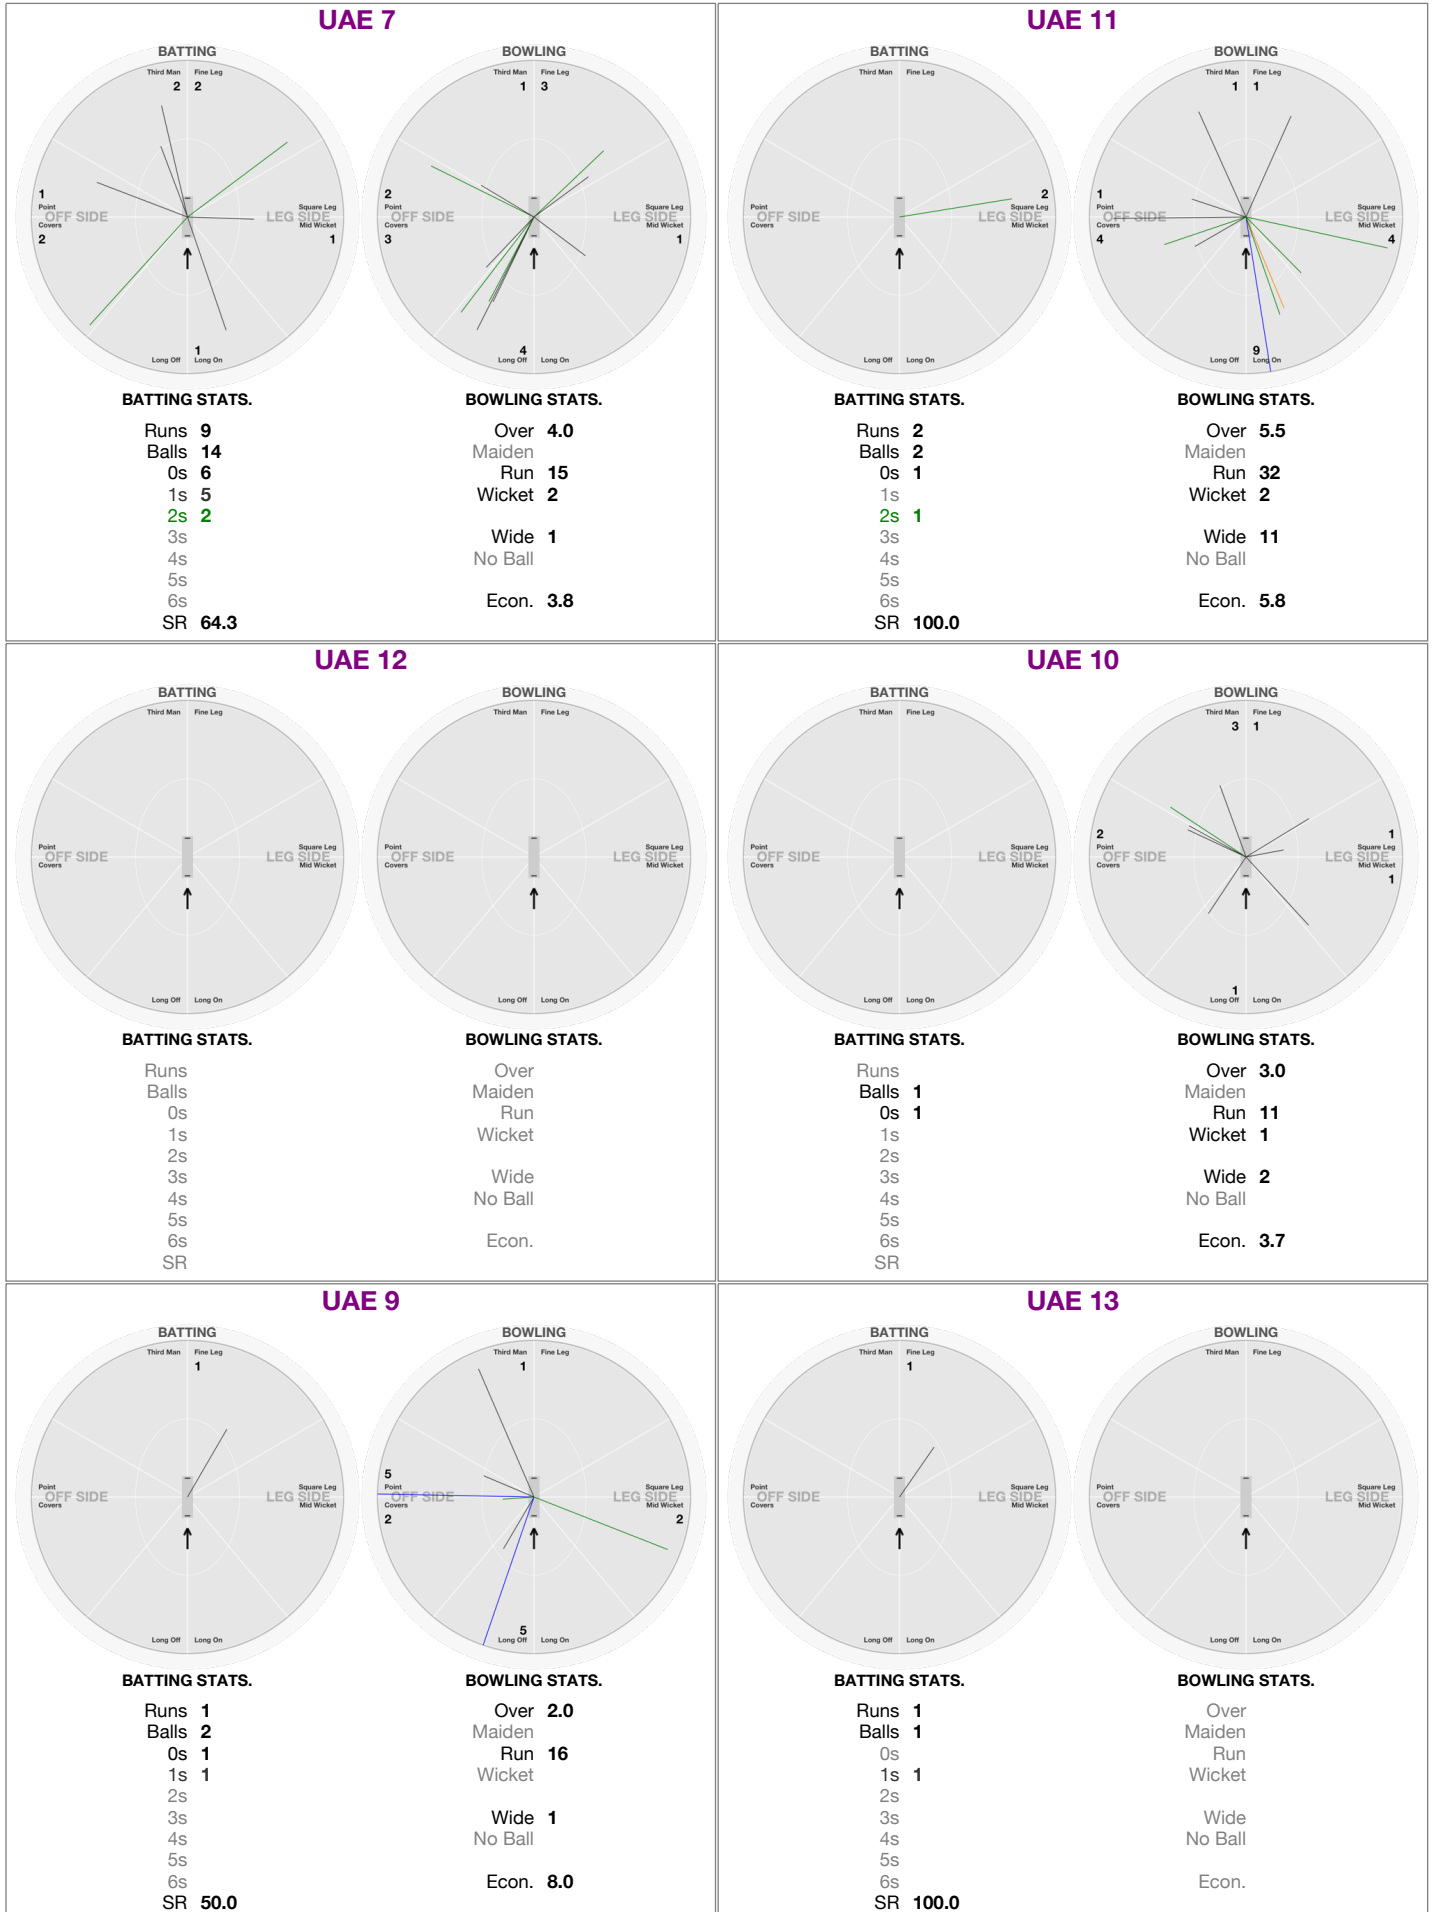 UAE 7
BATTING
BOWLING
Third Man Fine Leg
2 2
Third Man Fine Leg
1 3
1
Point
OFF SIDE
Covers
2
Square Leg
LEG SIDE
Mid Wicket
1
2
Point
OFF SIDE
Covers
3
Square Leg
LEG SIDE
Mid Wicket
1
1
Long Off Long On
4
Long Off Long On
BATTING STATS.
BOWLING STATS.
Runs 9
Balls 14
0s 6
1s 5
2s 2
3s
4s
5s
6s
SR 64.3
Over 4.0
Maiden
Run 15
Wicket 2
Wide 1
No Ball
Econ. 3.8
UAE 11
BATTING
BOWLING
Third Man Fine Leg
Third Man Fine Leg
1 1
Point
OFF SIDE
Covers
2
Square Leg
LEG SIDE
Mid Wicket
1
Point
OFF SIDE
Covers
4
Square Leg
LEG SIDE
Mid Wicket
4
Long Off Long On
9
Long Off Long On
BATTING STATS.
BOWLING STATS.
Runs 2
Balls 2
0s 1
1s
2s 1
3s
4s
5s
6s
SR 100.0
Over 5.5
Maiden
Run 32
Wicket 2
Wide 11
No Ball
Econ. 5.8
UAE 12
BATTING
BOWLING
Third Man Fine Leg
Third Man Fine Leg
Point
OFF SIDE
Covers
Square Leg
LEG SIDE
Mid Wicket
Point
OFF SIDE
Covers
Square Leg
LEG SIDE
Mid Wicket
Long Off Long On
Long Off Long On
BATTING STATS.
BOWLING STATS.
Runs
Balls
0s
1s
2s
3s
4s
5s
6s
SR
Over
Maiden
Run
Wicket
Wide
No Ball
Econ.
UAE 10
BATTING
BOWLING
Third Man Fine Leg
Third Man Fine Leg
3 1
Point
OFF SIDE
Covers
Square Leg
LEG SIDE
Mid Wicket
2
Point
OFF SIDE
Covers
1
Square Leg
LEG SIDE
Mid Wicket
1
Long Off Long On
1
Long Off Long On
BATTING STATS.
BOWLING STATS.
Runs
Balls 1
0s 1
1s
2s
3s
4s
5s
6s
SR
Over 3.0
Maiden
Run 11
Wicket 1
Wide 2
No Ball
Econ. 3.7
UAE 9
BATTING
BOWLING
Third Man Fine Leg
1
Third Man Fine Leg
1
Point
OFF SIDE
Covers
Square Leg
LEG SIDE
Mid Wicket
5
Point
OFF SIDE
Covers
2
Square Leg
LEG SIDE
Mid Wicket
2
Long Off Long On
5
Long Off Long On
BATTING STATS.
BOWLING STATS.
Runs 1
Balls 2
0s 1
1s 1
2s
3s
4s
5s
6s
SR 50.0
Over 2.0
Maiden
Run 16
Wicket
Wide 1
No Ball
Econ. 8.0
UAE 13
BATTING
BOWLING
Third Man Fine Leg
1
Third Man Fine Leg
Point
OFF SIDE
Covers
Square Leg
LEG SIDE
Mid Wicket
Point
OFF SIDE
Covers
Square Leg
LEG SIDE
Mid Wicket
Long Off Long On
Long Off Long On
BATTING STATS.
BOWLING STATS.
Runs 1
Balls 1
0s
1s 1
2s
3s
4s
5s
6s
SR 100.0
Over
Maiden
Run
Wicket
Wide
No Ball
Econ.